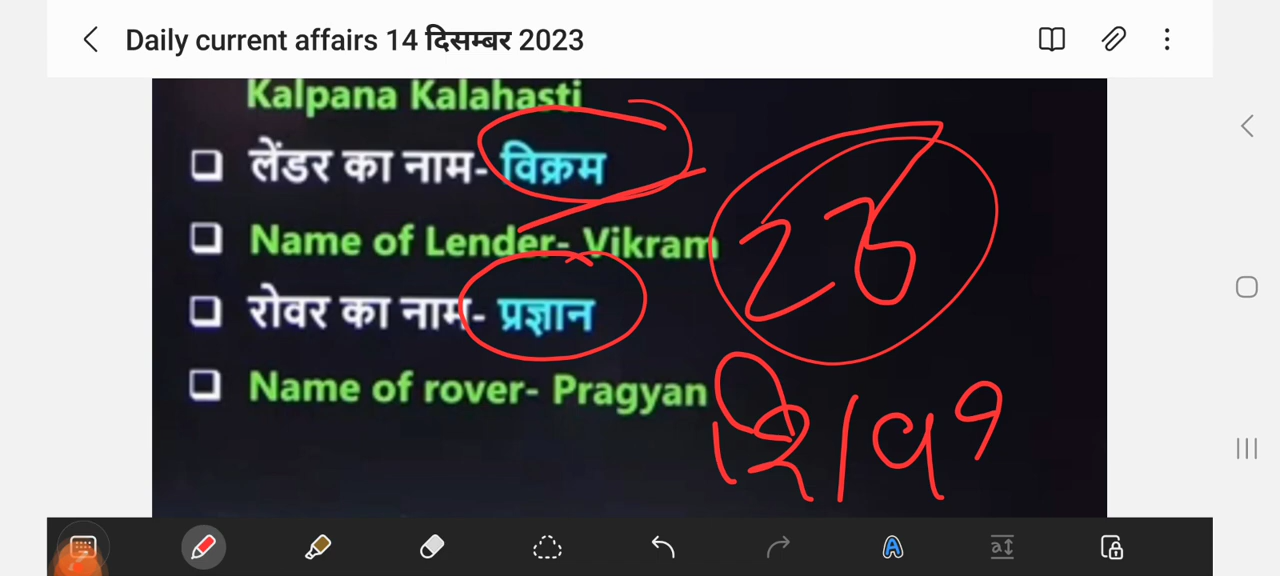 Daily current affairs 14 दिसम्बर 2023
Kalpana Kalahasti
लेंडर का नाम- विक्रम
Name of Lender- Vikram
रोवर का नाम- प्रज्ञान
Name of rover- Pragyan